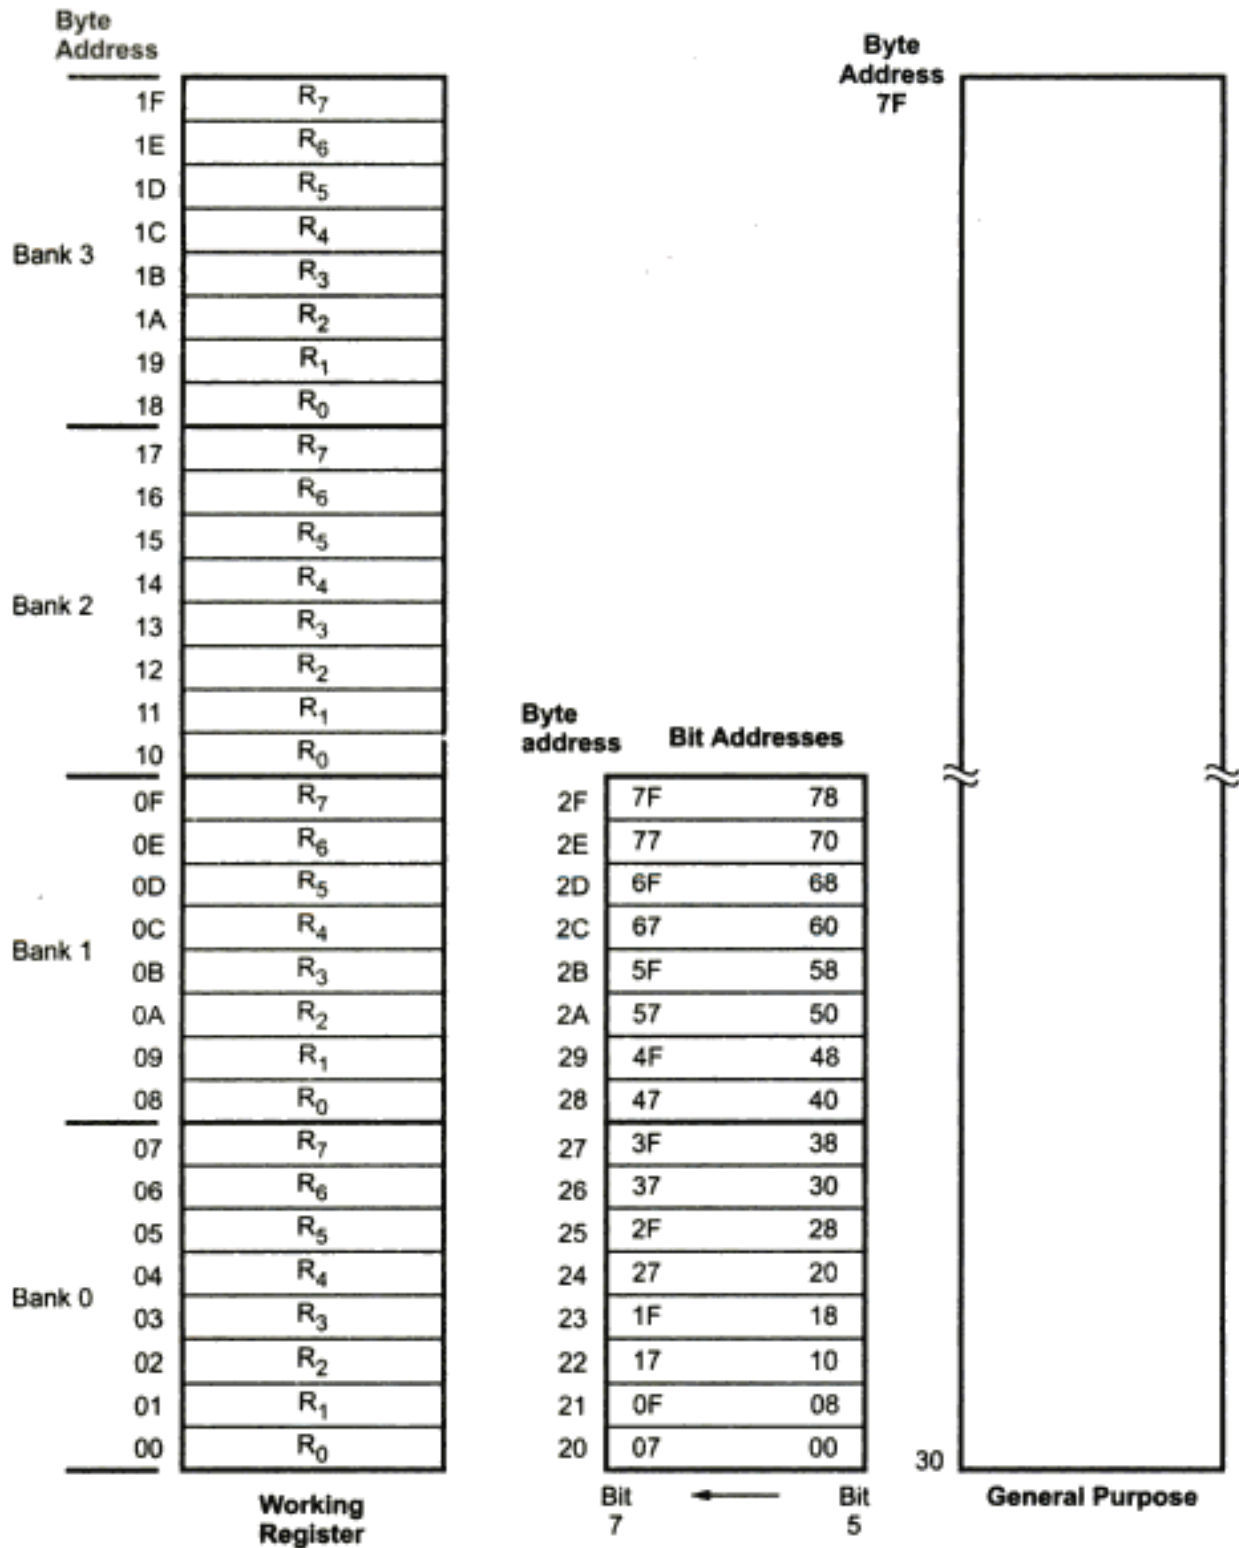 Byte
Address
1F R7
1E R6
1D R5
1C R4
Bank 3
1B R3
1A R2
19 R1
18 R0
17 R7
16 R6
15 R5
14 R4
Bank 2
13 R3
12 R2
11 R1
10 R0
0F R7
0E R6
0D R5
0C R4
Bank 1
0B R3
0A R2
09 R1
08 R0
07 R7
06 R6
05 R5
04 R4
Bank 0
03 R3
02 R2
01 R1
00 R0
Working
Register
Byte
address
Bit Addresses
2F 7F 78
2E 77 70
2D 6F 68
2C 67 60
2B 5F 58
2A 57 50
29 4F 48
28 47 40
27 3F 38
26 37 30
25 2F 28
24 27 20
23 1F 18
22 17 10
21 0F 08
20 07 00
Bit Bit
7 5
Byte
Address
7F
30
General Purpose